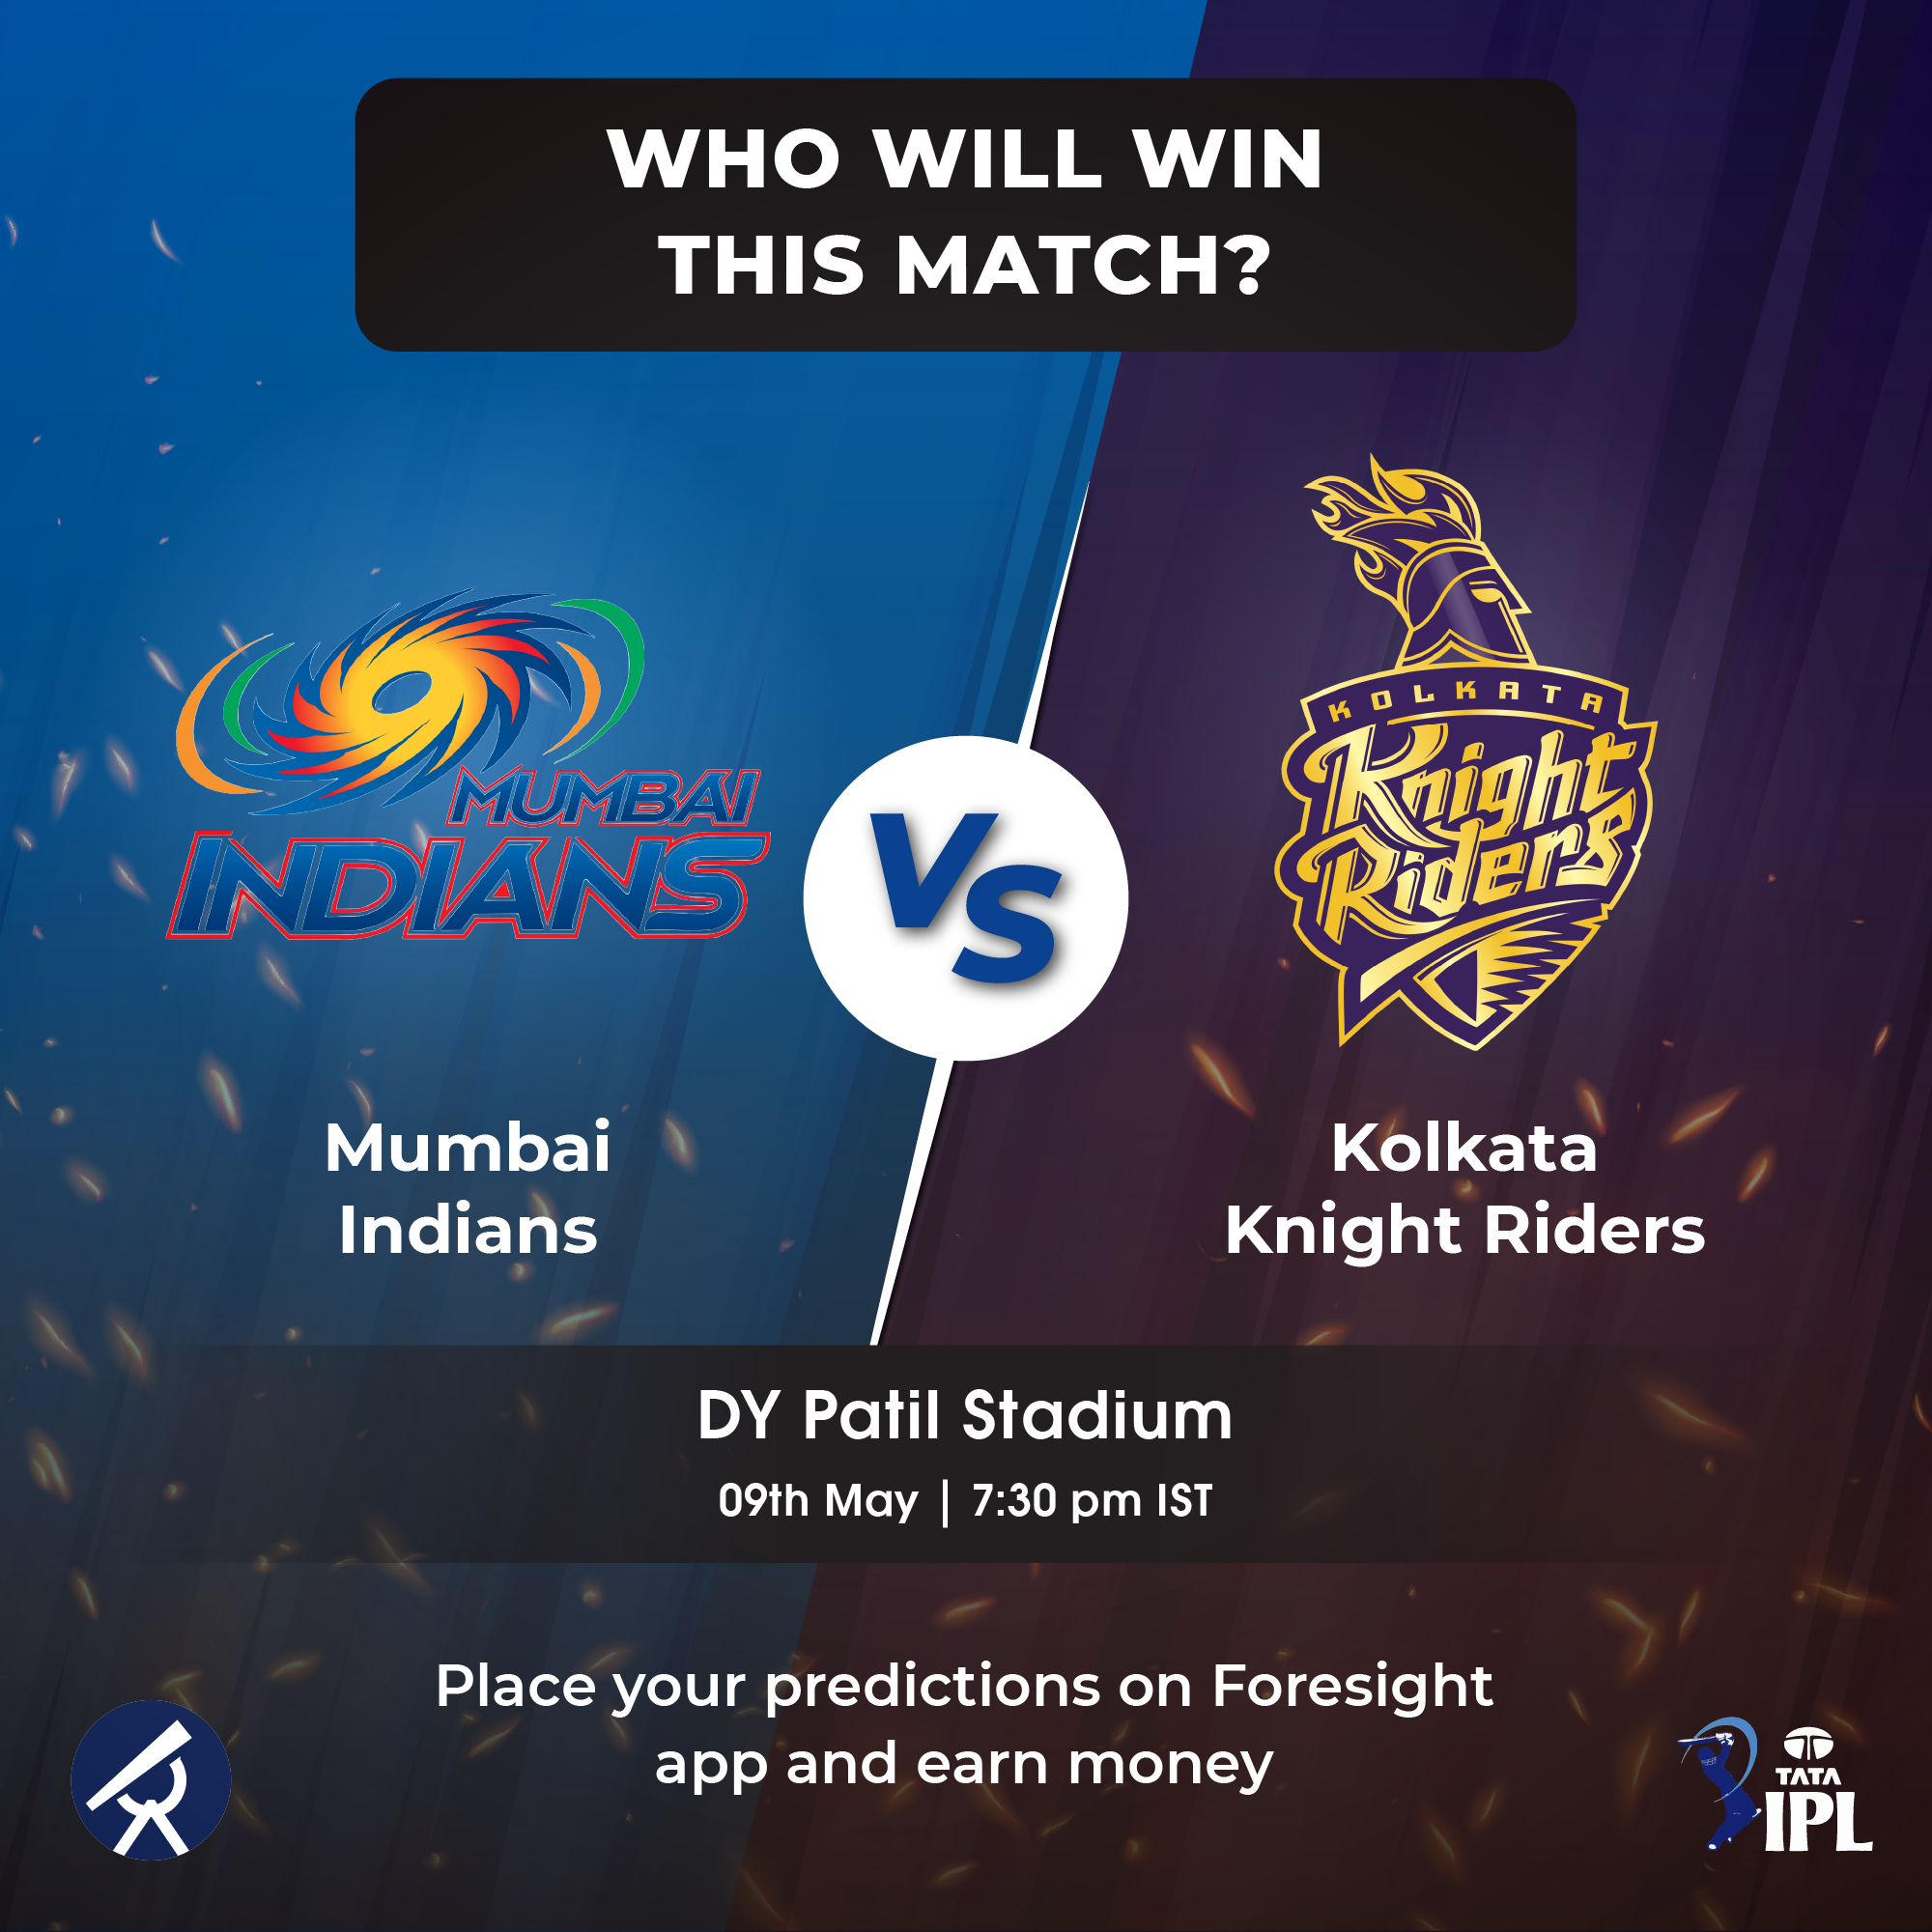 WHO WILL WIN
THIS MATCH?
MUMBAI
INDIANS
VS
KOLKATA
Knight
Riders
Mumbai
Indians
Kolkata
Knight Riders
DY Patil Stadium
09th May | 7:30 pm IST
Place your predictions on Foresight
app and earn money
TATA
IPL